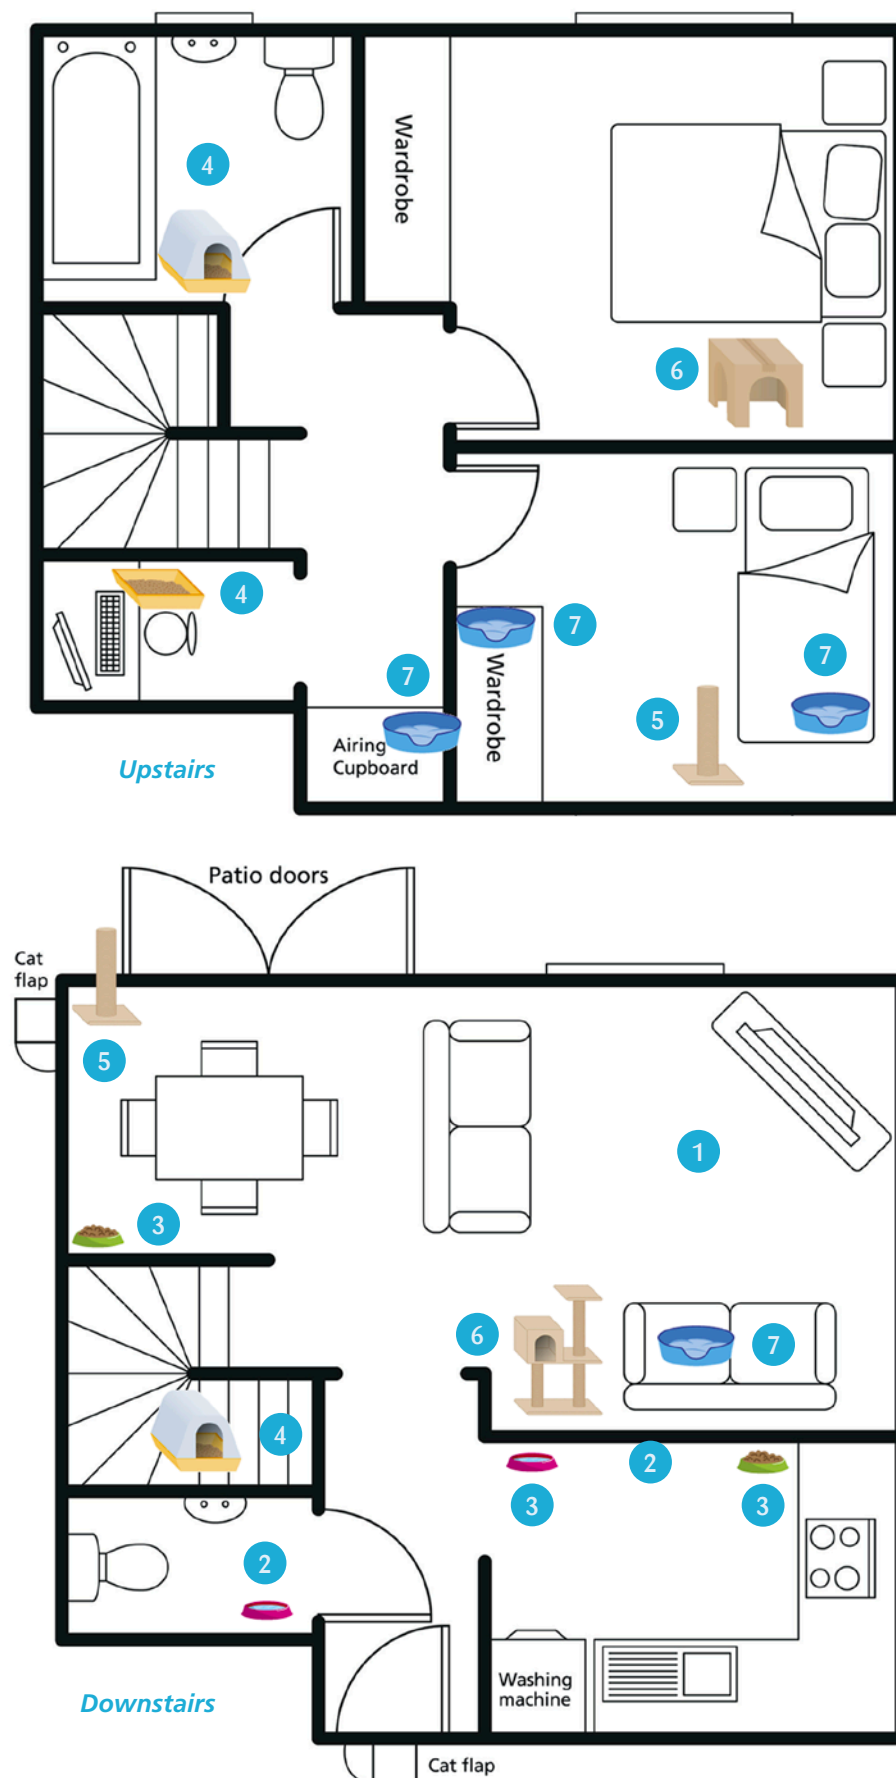 4
Wardrobe
6
4
7
7
7
Wardrobe
5
Airing
Cupboard
Upstairs
Patio doors
Cat
flap
5
1
3
6
7
4
2
3
3
2
Washing
machine
Downstairs
Cat flap